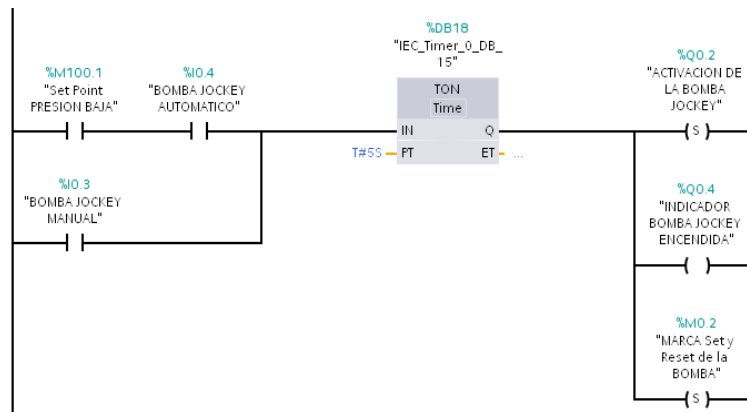 %DB18
"IEC_Timer_0_DB_
15"
%M100.1
"Set Point
PRESION BAJA"
%I0.4
"BOMBA JOCKEY
AUTOMATICO"
TON
Time
IN
Q
T#5S
PT
ET
...
%I0.3
"BOMBA JOCKEY
MANUAL"
%Q0.2
"ACTIVACION DE
LA BOMBA
JOCKEY"
S
%Q0.4
"INDICADOR
BOMBA JOCKEY
ENCENDIDA"
%M0.2
"MARCA Set y
Reset de la
BOMBA"
S